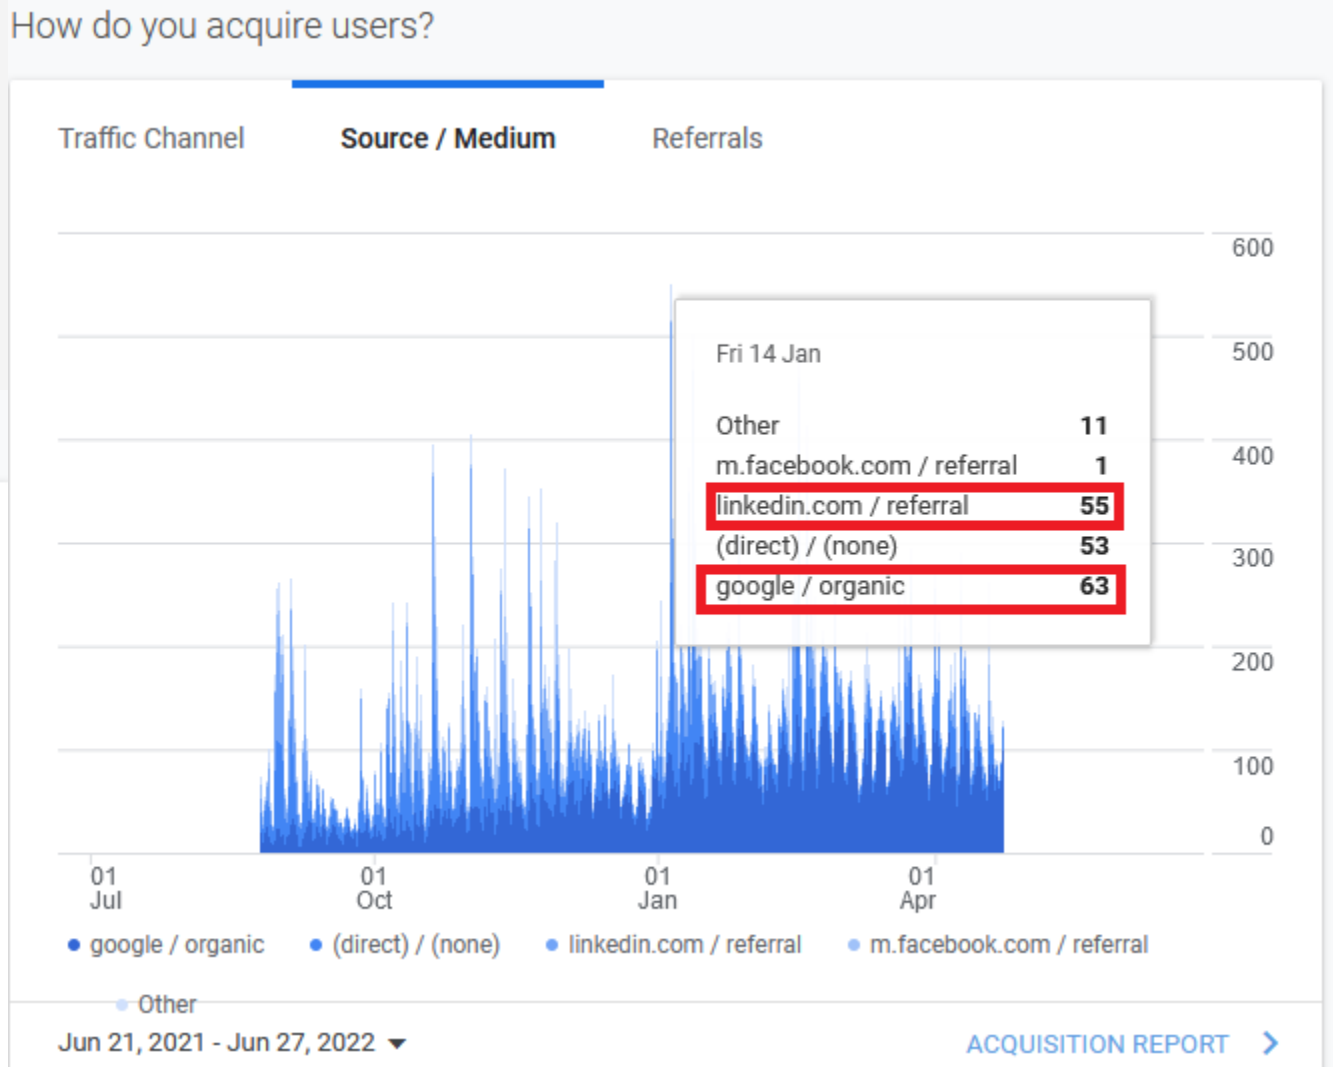 How do you acquire users?
Traffic Channel Source / Medium Referrals
600
500
Fri 14 Jan
Other 11
400
m.facebook.com / referral 1
linkedin.com / referral 55
(direct) / (none) 53
300
google / organic 63
200
100
0
01 01 01 01
Jul Oct Jan Apr
google / organic (direct) / (none) linkedin.com / referral m.facebook.com / referral
Other
Jun 21, 2021 - Jun 27, 2022 ACQUISITION REPORT